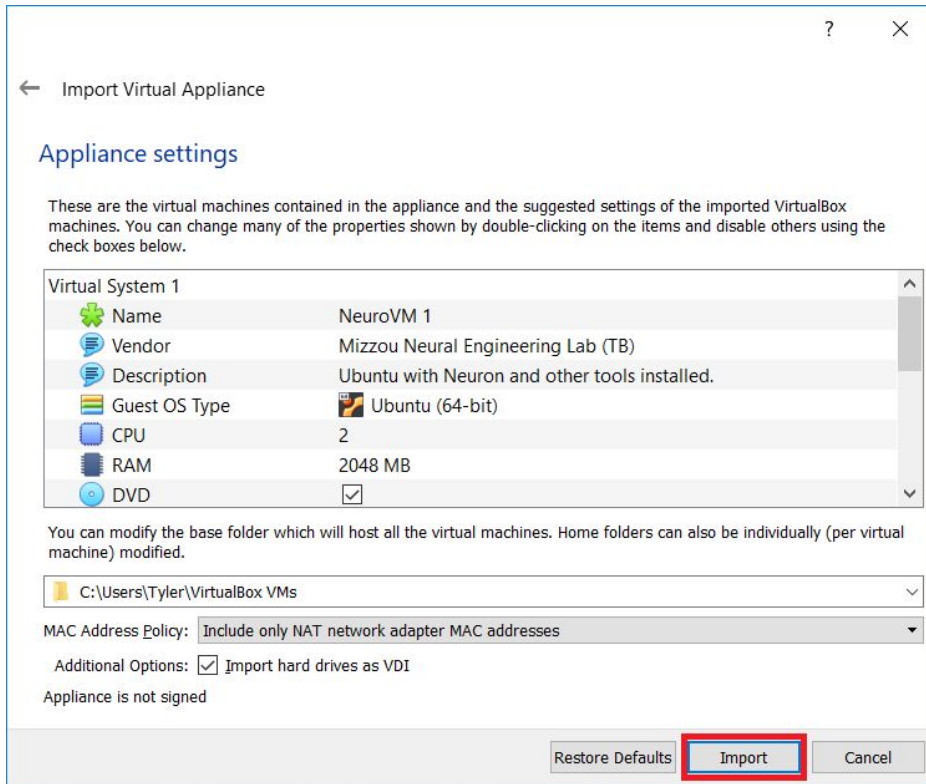 ?
Import Virtual Appliance
Appliance settings
These are the virtual machines contained in the appliance and the suggested settings of the imported VirtualBox
machines. You can change many of the properties shown by double-clicking on the items and disable others using the
check boxes below.
Virtual System 1
Name NeuroVM 1
Vendor Mizzou Neural Engineering Lab (TB)
Description Ubuntu with Neuron and other tools installed.
Guest OS Type Ubuntu (64-bit)
CPU 2
RAM 2048 MB
DVD
You can modify the base folder which will host all the virtual machines. Home folders can also be individually (per virtual
machine) modified.
C:\Users\Tyler\VirtualBox VMs
MAC Address Policy: Include only NAT network adapter MAC addresses
Additional Options: Import hard drives as VDI
Appliance is not signed
Restore Defaults Import Cancel